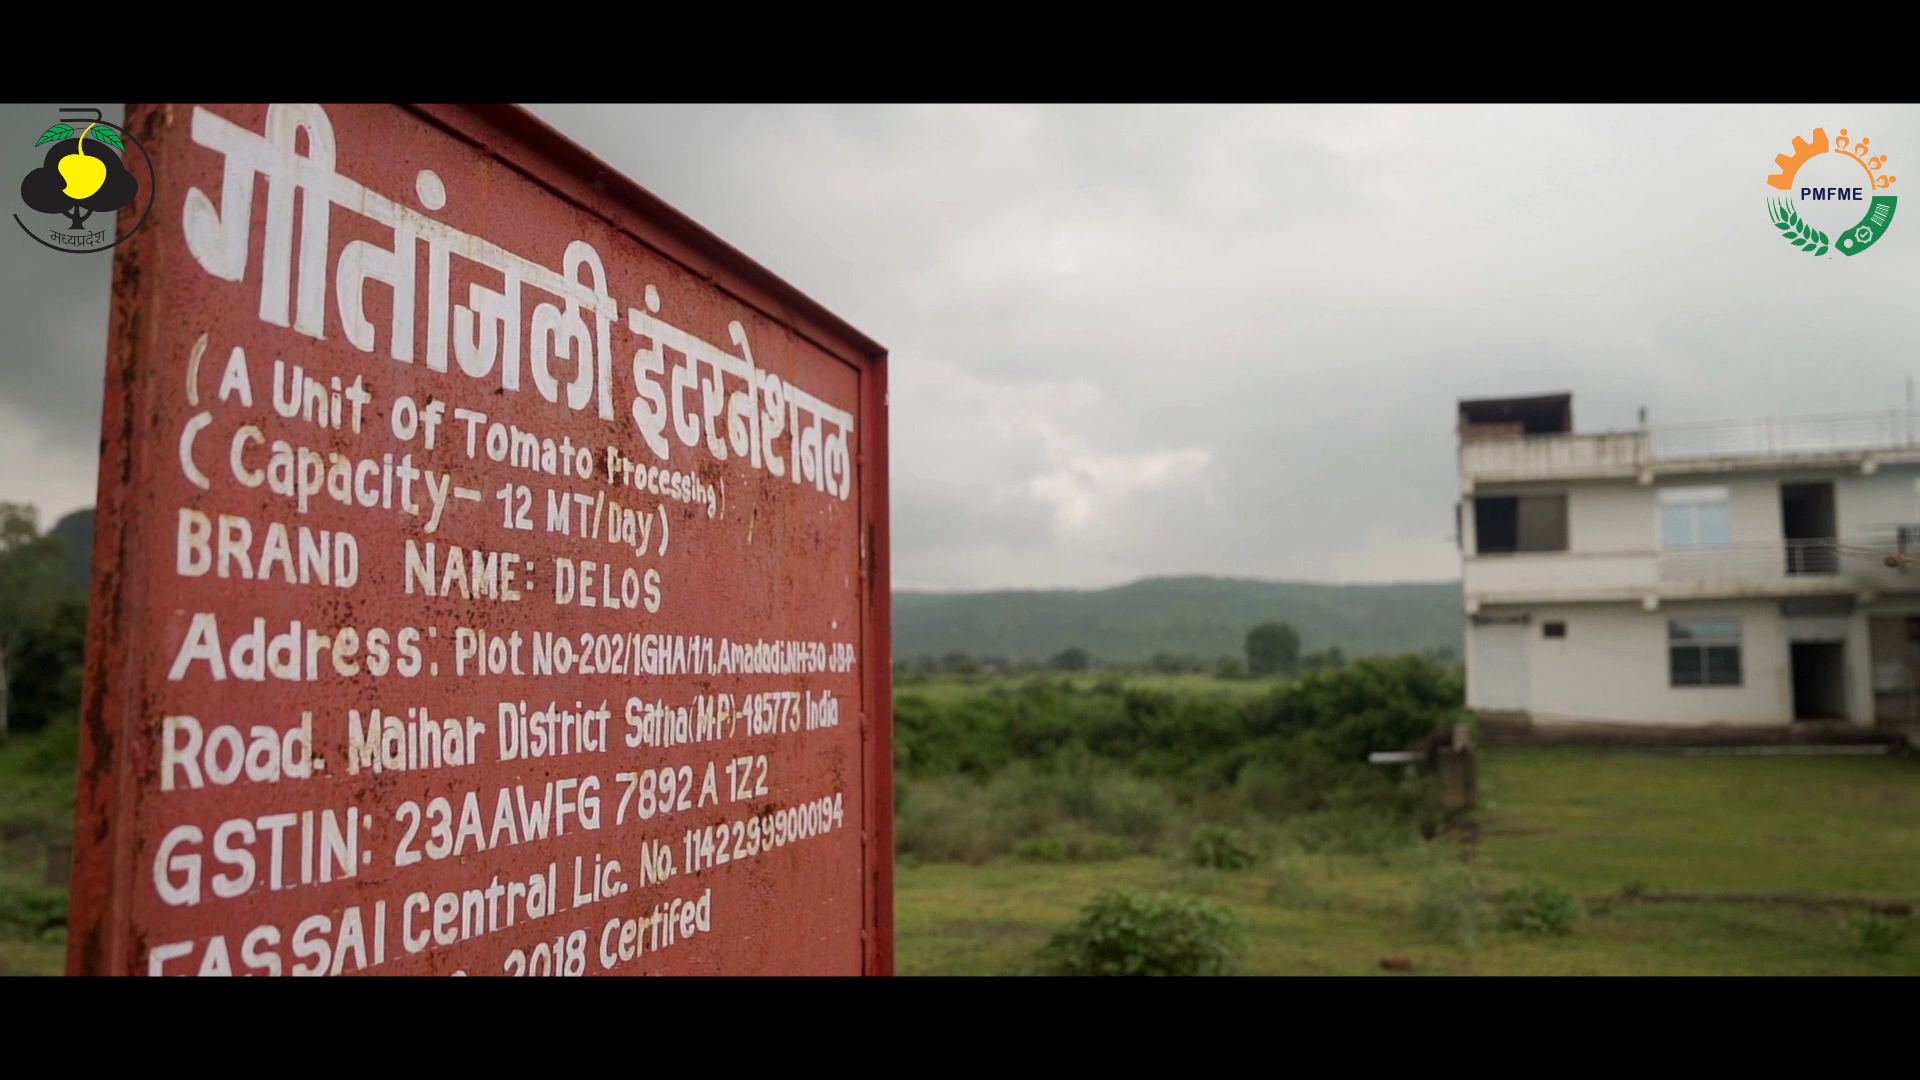 गीतांजली इंटरनेशनल
(A Unit of Tomato Processing)
(Capacity- 12 MT/Day)
BRAND NAME: DELOS
Address: Plot No-202/1GHA/1/1,Amadadi,NH-30 J.B.P.
Road. Maihar District Satna(M.P)-485773 India
GSTIN: 23AAWFG 7892 A 1Z2
FASSAI Central Lic. No. 11422999000194
2018 Certifed
मध्यप्रदेश
PMFME